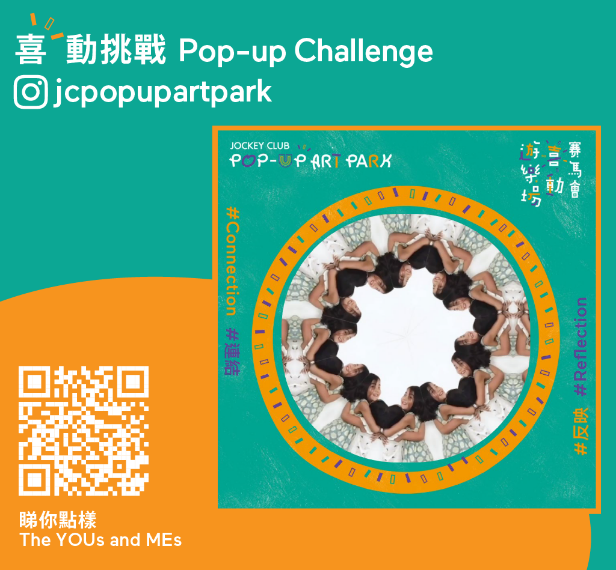 喜動挑戰 Pop-up Challenge
jcpopupartpark
JOCKEY CLUB
POP-UP ART PARK
賽馬會
喜動
遊樂場
#Connection #連結
#反映 #Reflection
睇你點樣
The YOUs and MEs